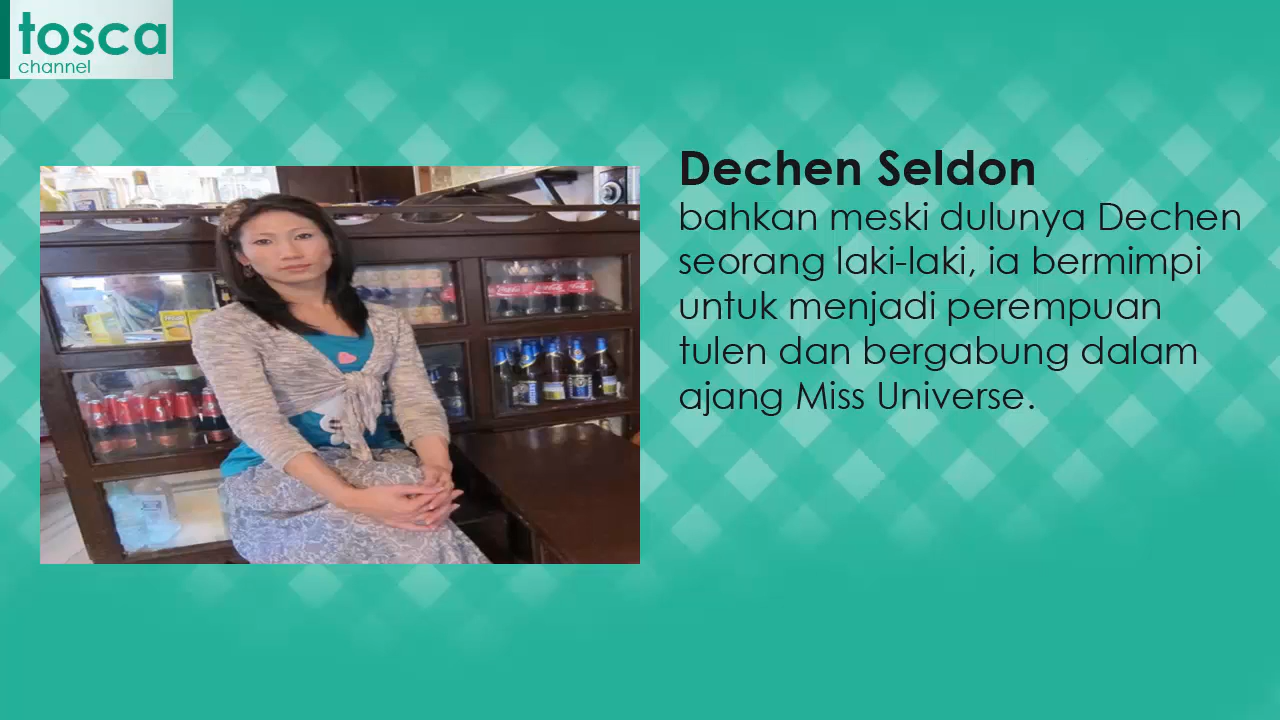 tosca
channel
Dechen Seldon
bahkan meski dulunya Dechen
seorang laki-laki, ia bermimpi
untuk menjadi perempuan
tulen dan bergabung dalam
ajang Miss Universe.